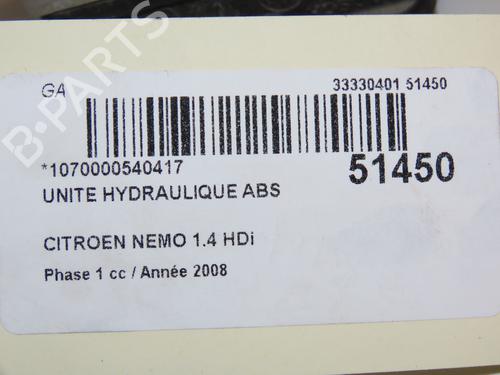 GA 33330401 51450
*1070000540417 51450
UNITE HYDRAULIQUE ABS
CITROEN NEMO 1.4 HDi
Phase 1 cc / Année 2008
B-PARTS